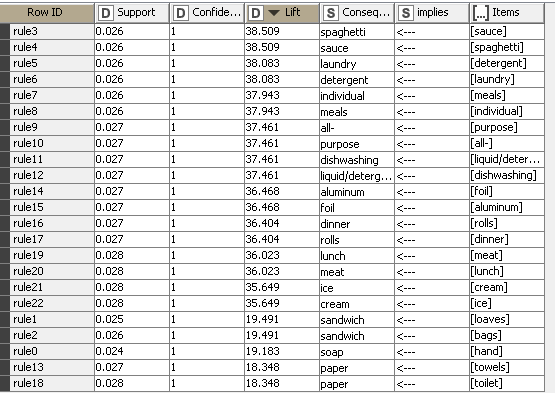 Row ID D Support D Confide... D Lift S Conseq... S implies [...] Items
rule3 0.026 1 38.509 spaghetti <--- [sauce]
rule4 0.026 1 38.509 sauce <--- [spaghetti]
rule5 0.026 1 38.083 laundry <--- [detergent]
rule6 0.026 1 38.083 detergent <--- [laundry]
rule7 0.026 1 37.943 individual <--- [meals]
rule8 0.026 1 37.943 meals <--- [individual]
rule9 0.027 1 37.461 all- <--- [purpose]
rule10 0.027 1 37.461 purpose <--- [all-]
rule11 0.027 1 37.461 dishwashing <--- [liquid/deter...
rule12 0.027 1 37.461 liquid/deterg... <--- [dishwashing]
rule14 0.027 1 36.468 aluminum <--- [foil]
rule15 0.027 1 36.468 foil <--- [aluminum]
rule16 0.027 1 36.404 dinner <--- [rolls]
rule17 0.027 1 36.404 rolls <--- [dinner]
rule19 0.028 1 36.023 lunch <--- [meat]
rule20 0.028 1 36.023 meat <--- [lunch]
rule21 0.028 1 35.649 ice <--- [cream]
rule22 0.028 1 35.649 cream <--- [ice]
rule1 0.025 1 19.491 sandwich <--- [loaves]
rule2 0.026 1 19.491 sandwich <--- [bags]
rule0 0.024 1 19.183 soap <--- [hand]
rule13 0.027 1 18.348 paper <--- [towels]
rule18 0.028 1 18.348 paper <--- [toilet]